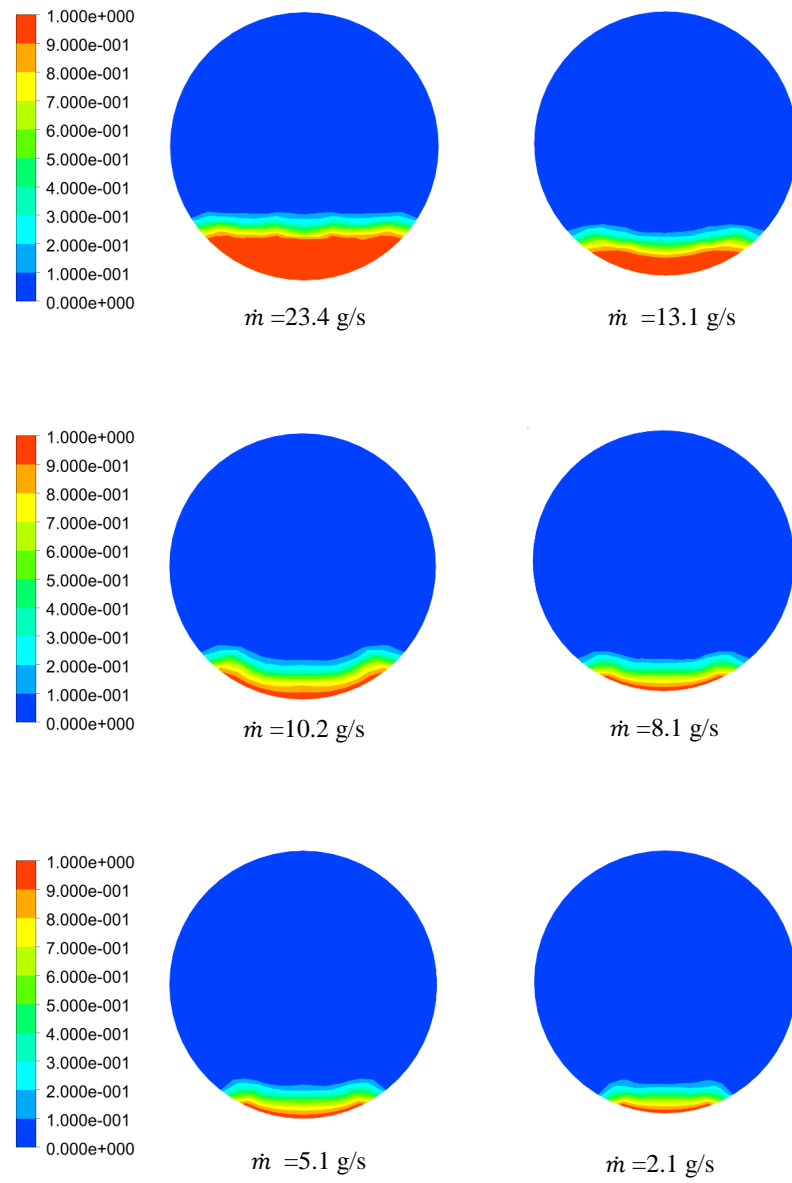 1.000e+000
9.000e-001
8.000e-001
7.000e-001
6.000e-001
5.000e-001
4.000e-001
3.000e-001
2.000e-001
1.000e-001
0.000e+000
ṁ =23.4 g/s
ṁ =13.1 g/s
1.000e+000
9.000e-001
8.000e-001
7.000e-001
6.000e-001
5.000e-001
4.000e-001
3.000e-001
2.000e-001
1.000e-001
0.000e+000
ṁ =10.2 g/s
ṁ =8.1 g/s
1.000e+000
9.000e-001
8.000e-001
7.000e-001
6.000e-001
5.000e-001
4.000e-001
3.000e-001
2.000e-001
1.000e-001
0.000e+000
ṁ =5.1 g/s
ṁ =2.1 g/s